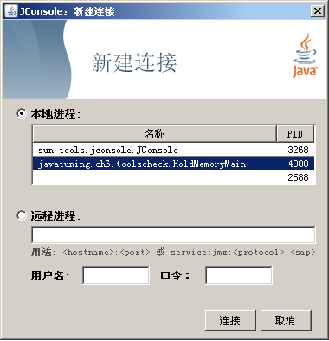 JConsole: 新建连接
新建连接
Java
本地进程:
名称 PID
sun.tools.jconsole.JConsole 3268
javatuning.ch3.toolscheck.HoldMemoryMain 4300
2588
远程进程:
用法: <hostname>:<port> 或 service:jmx:<protocol>:<sap>
用户名: 口令:
连接 取消